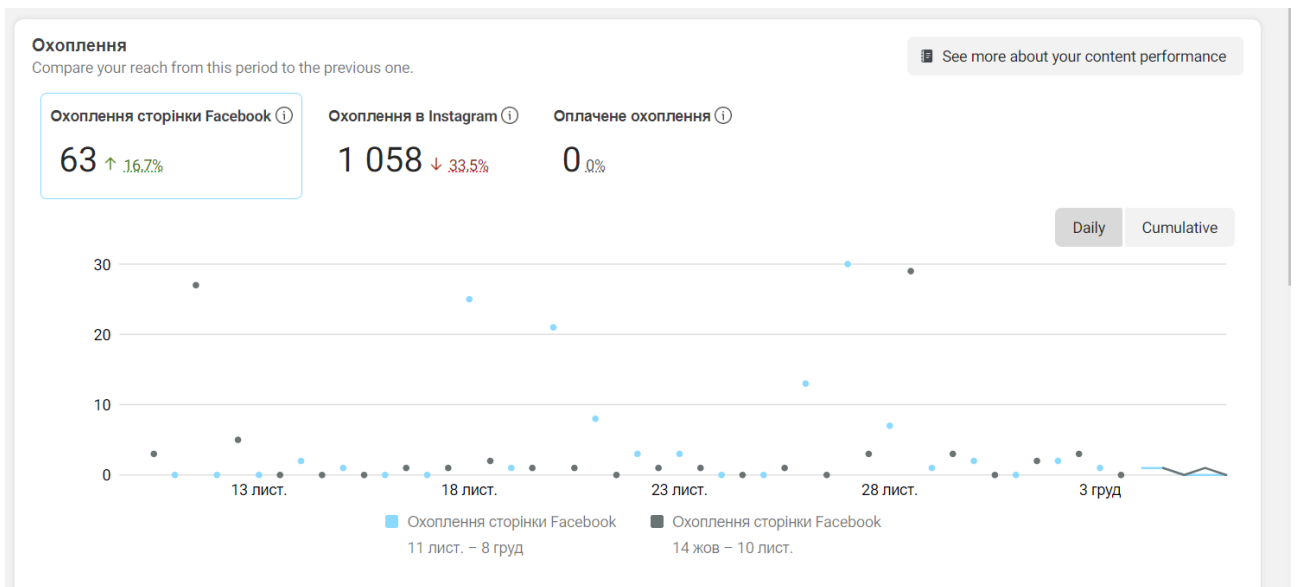 Охоплення
Compare your reach from this period to the previous one.
See more about your content performance
Охоплення сторінки Facebook
63 ↑ 16,7%
Охоплення в Instagram
1 058 ↓ 33,5%
Оплачене охоплення
0 0%
Daily
Cumulative
30
20
10
0
13 лист.
18 лист.
23 лист.
28 лист.
3 груд
Охоплення сторінки Facebook
11 лист. – 8 груд
Охоплення сторінки Facebook
14 жов – 10 лист.